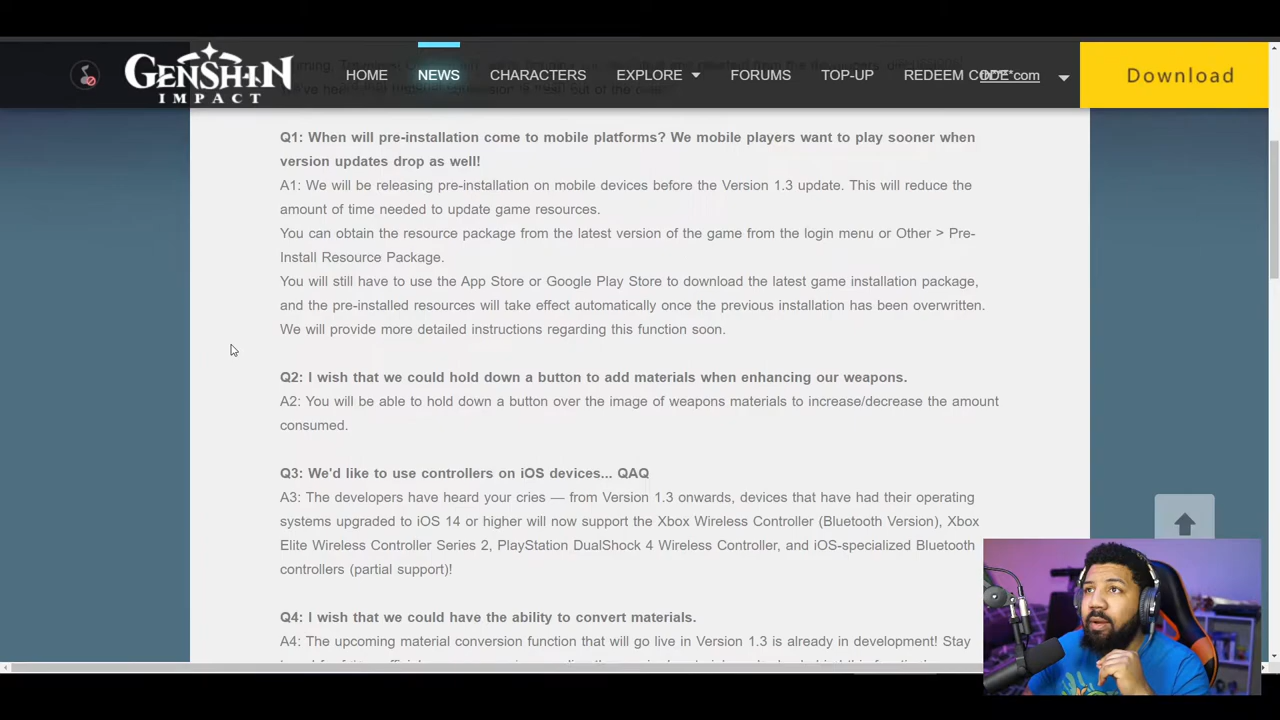 GENSHIN
IMPACT
HOME
NEWS
CHARACTERS
EXPLORE
FORUMS
TOP-UP
REDEEM CODE
Download
Q1: When will pre-installation come to mobile platforms? We mobile players want to play sooner when
version updates drop as well!
A1: We will be releasing pre-installation on mobile devices before the Version 1.3 update. This will reduce the
amount of time needed to update game resources.
You can obtain the resource package from the latest version of the game from the login menu or Other > Pre-
Install Resource Package.
You will still have to use the App Store or Google Play Store to download the latest game installation package,
and the pre-installed resources will take effect automatically once the previous installation has been overwritten.
We will provide more detailed instructions regarding this function soon.
Q2: I wish that we could hold down a button to add materials when enhancing our weapons.
A2: You will be able to hold down a button over the image of weapons materials to increase/decrease the amount
consumed.
Q3: We'd like to use controllers on iOS devices... QAQ
A3: The developers have heard your cries — from Version 1.3 onwards, devices that have had their operating
systems upgraded to iOS 14 or higher will now support the Xbox Wireless Controller (Bluetooth Version), Xbox
Elite Wireless Controller Series 2, PlayStation DualShock 4 Wireless Controller, and iOS-specialized Bluetooth
controllers (partial support)!
Q4: I wish that we could have the ability to convert materials.
A4: The upcoming material conversion function that will go live in Version 1.3 is already in development! Stay